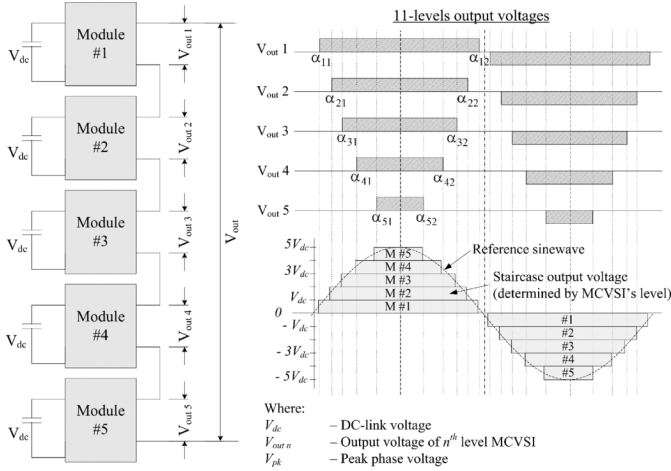 11-levels output voltages
Module
#1
Vdc
Vout 1
Module
#2
Vdc
Vout 2
Module
#3
Vdc
Vout 3
Module
#4
Vdc
Vout 4
Module
#5
Vdc
Vout 5
Vout
Vout 1
α11
α12
Vout 2
α21
α22
Vout 3
α31
α32
Vout 4
α41
α42
Vout 5
α51
α52
5Vdc
3Vdc
Vdc
0
- Vdc
- 3Vdc
- 5Vdc
M #5
M #4
M #3
M #2
M #1
Reference sinewave
Staircase output voltage
(determined by MCVSI's level)
#1
#2
#3
#4
#5
Where:
Vdc – DC-link voltage
Vout n – Output voltage of nth level MCVSI
Vpk – Peak phase voltage